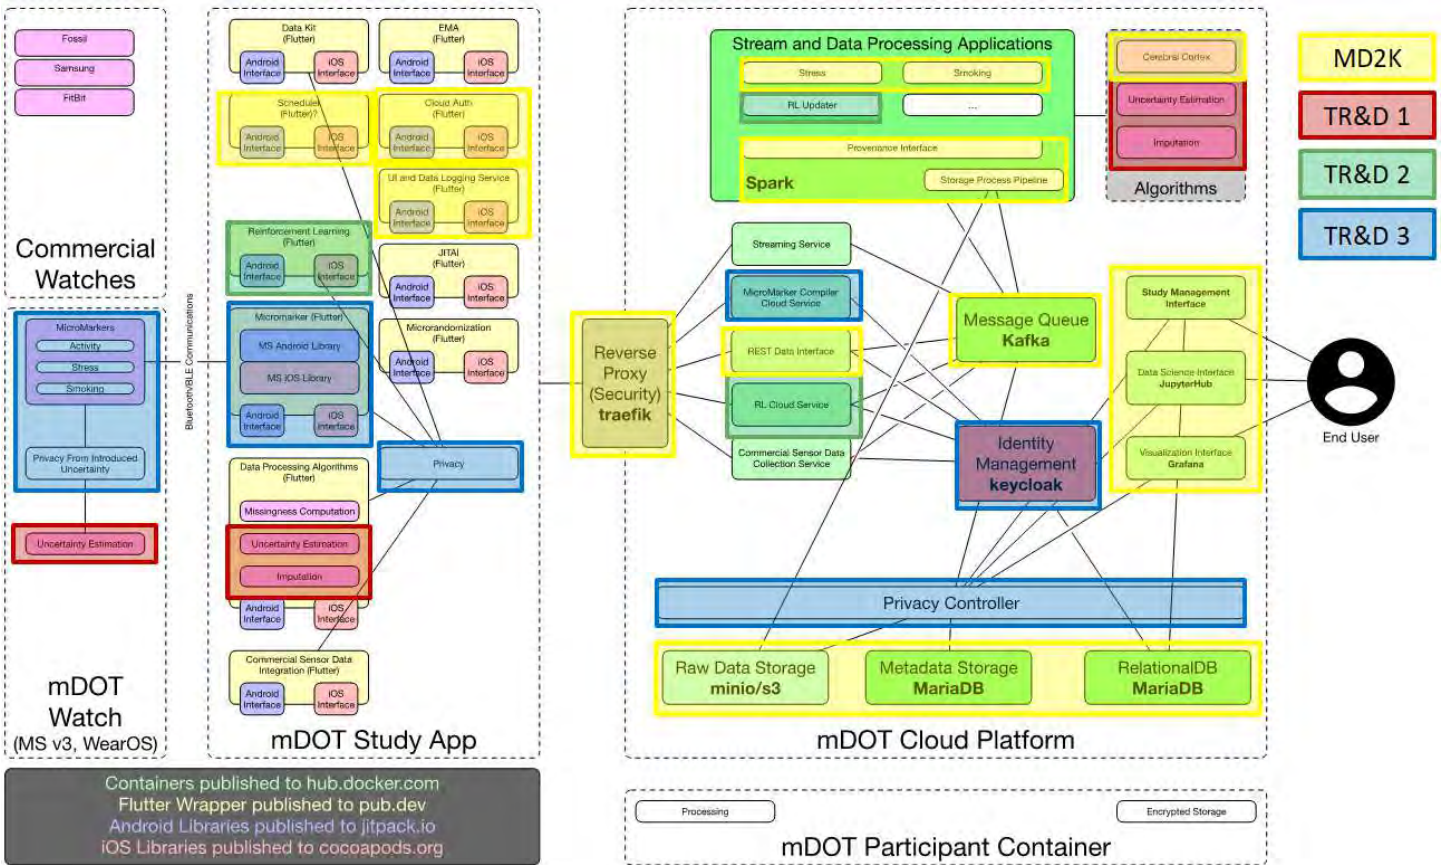 Fossil
Samsung
FitBit
Commercial
Watches
MicroMarkers
Activity
Stress
Smoking
Privacy From Introduced
Uncertainty
Uncertainty Estimation
mDOT
Watch
(MS v3, WearOS)
Bluetooth/BLE Communications
Data Kit
(Flutter)
Android
Interface
iOS
Interface
EMA
(Flutter)
Android
Interface
iOS
Interface
Scheduler
(Flutter)?
Android
Interface
iOS
Interface
Cloud Auth
(Flutter)
Android
Interface
iOS
Interface
UI and Data Logging Service
(Flutter)
Android
Interface
iOS
Interface
Reinforcement Learning
(Flutter)
Android
Interface
iOS
Interface
JITAI
(Flutter)
Android
Interface
iOS
Interface
Micromarker (Flutter)
MS Android Library
MS iOS Library
Android
Interface
iOS
Interface
Microrandomization
(Flutter)
Android
Interface
iOS
Interface
Privacy
Data Processing Algorithms
(Flutter)
Missingness Computation
Uncertainty Estimation
Imputation
Android
Interface
iOS
Interface
Commercial Sensor Data
Integration (Flutter)
Android
Interface
iOS
Interface
mDOT Study App
Containers published to hub.docker.com
Flutter Wrapper published to pub.dev
Android Libraries published to jitpack.io
iOS Libraries published to cocoapods.org
Stream and Data Processing Applications
Stress
Smoking
RL Updater
...
Provenance Interface
Spark
Storage Process Pipeline
Cerebral Cortex
Uncertainty Estimation
Imputation
Algorithms
Reverse
Proxy
(Security)
traefik
Streaming Service
MicroMarker Compiler
Cloud Service
REST Data Interface
RL Cloud Service
Commercial Sensor Data
Collection Service
Message Queue
Kafka
Identity
Management
keycloak
Study Management
Interface
Data Science Interface
JupyterHub
Visualization Interface
Grafana
End User
Privacy Controller
Raw Data Storage
minio/s3
Metadata Storage
MariaDB
RelationalDB
MariaDB
mDOT Cloud Platform
Processing
Encrypted Storage
mDOT Participant Container
MD2K
TR&D 1
TR&D 2
TR&D 3